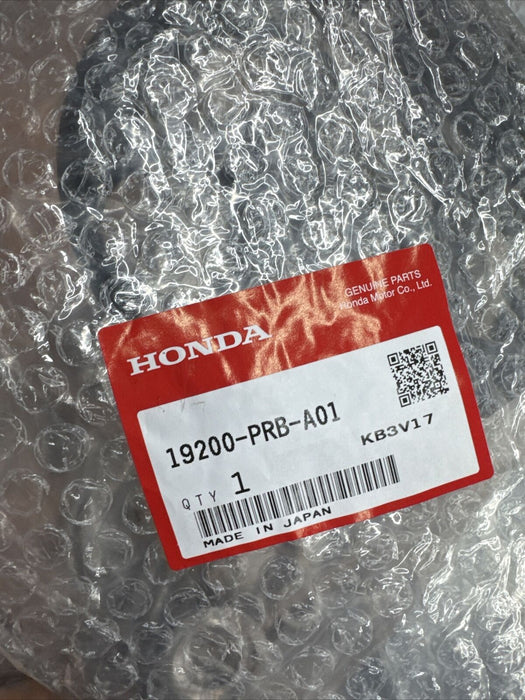 GENUINE PARTS
Honda Motor Co., Ltd.
HONDA
19200-PRB-A01
KB3V17
QTY 1
MADE IN JAPAN